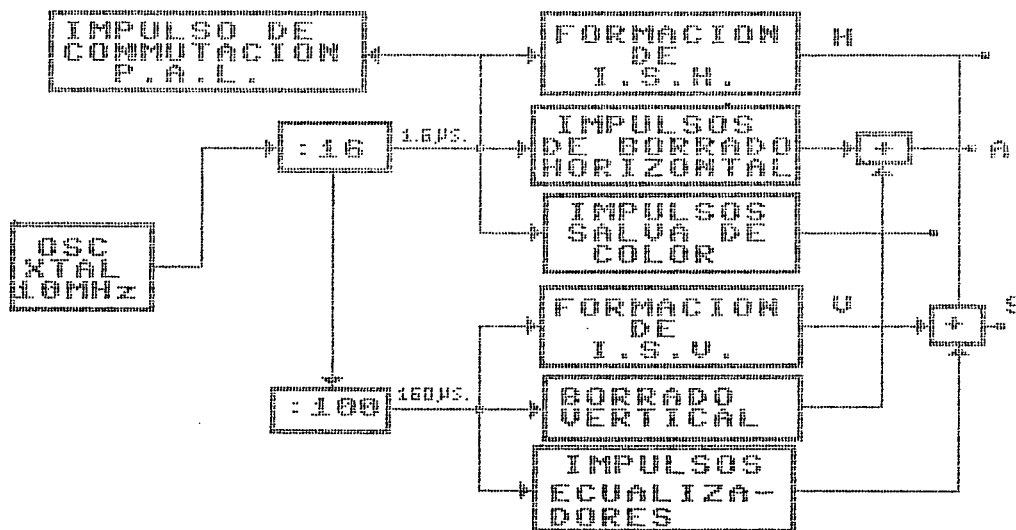 IMPULSO DE
COMMUTACION
P.A.L.
FORMACION
DE
I.S.H.
H
:16
1.6µS.
IMPULSOS
DE BORRADO
HORIZONTAL
+
A
OSC
XTAL
10MHz
IMPULSOS
SALVA DE
COLOR
FORMACION
DE
I.S.V.
V
+
S
:100
160µS.
BORRADO
VERTICAL
IMPULSOS
ECUALIZA-
DORES